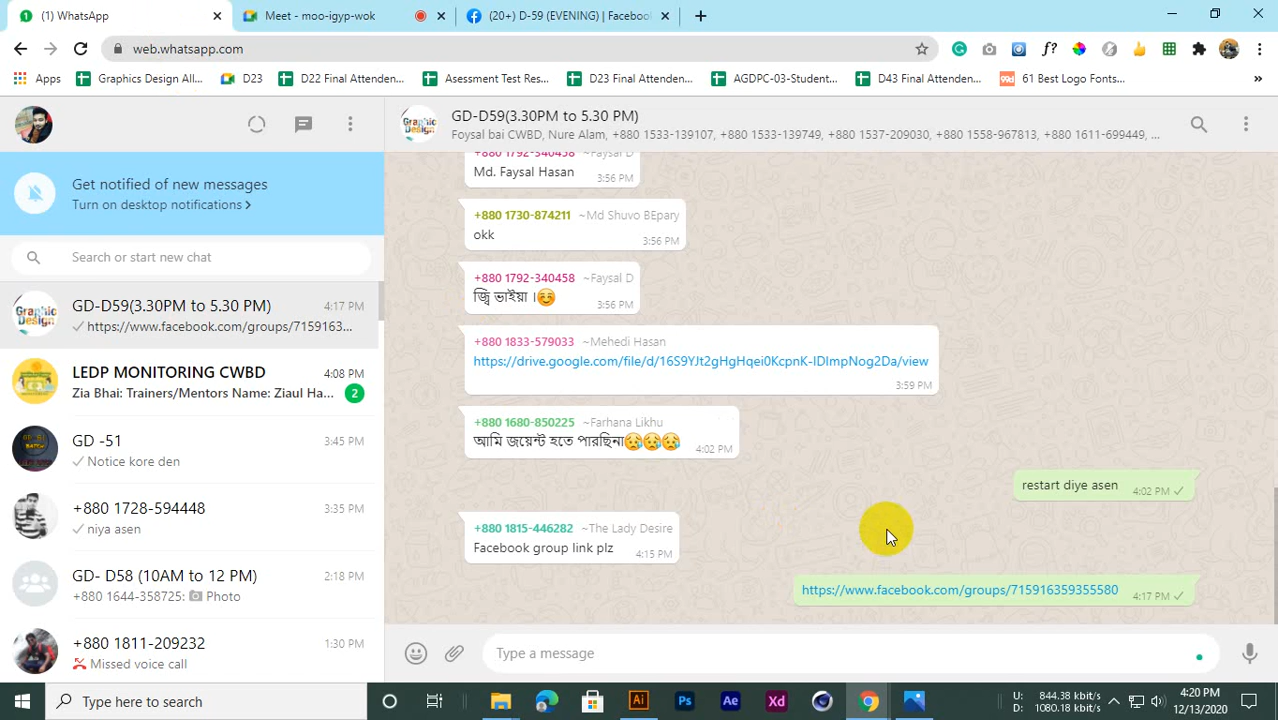 (1) WhatsApp
Meet - moo-igyp-wok
(20+) D-59 (EVENING) | Facebook
web.whatsapp.com
Apps
Graphics Design All...
D23
D22 Final Attenden...
Asessment Test Res...
D23 Final Attenden...
AGDPC-03-Student...
D43 Final Attenden...
61 Best Logo Fonts...
Get notified of new messages
Turn on desktop notifications >
Search or start new chat
GD-D59(3.30PM to 5.30 PM)
4:17 PM
https://www.facebook.com/groups/7159163...
LEDP MONITORING CWBD
4:08 PM
Zia Bhai: Trainers/Mentors Name: Ziaul Ha...
2
GD -51
3:45 PM
Notice kore den
+880 1728-594448
3:35 PM
niya asen
GD- D58 (10AM to 12 PM)
2:18 PM
+880 1644-358725: Photo
+880 1811-209232
1:30 PM
Missed voice call
GD-D59(3.30PM to 5.30 PM)
Foysal bai CWBD, Nure Alam, +880 1533-139107, +880 1533-139749, +880 1537-209030, +880 1558-967813, +880 1611-699449, ...
+880 1792-340458 ~Faysal D
Md. Faysal Hasan
3:56 PM
+880 1730-874211 ~Md Shuvo BEpary
okk
3:56 PM
+880 1792-340458 ~Faysal D
জ্বি ভাইয়া ।☺️
3:56 PM
+880 1833-579033 ~Mehedi Hasan
https://drive.google.com/file/d/16S9YJt2gHgHqei0KcpnK-IDImpNog2Da/view
3:59 PM
+880 1680-850225 ~Farhana Likhu
আমি জয়েন্ট হতে পারছিনা😥😥😥
4:02 PM
restart diye asen
4:02 PM
+880 1815-446282 ~The Lady Desire
Facebook group link plz
4:15 PM
https://www.facebook.com/groups/715916359355580
4:17 PM
Type a message
Type here to search
U: 844.38 kbit/s
D: 1080.18 kbit/s
4:20 PM
12/13/2020